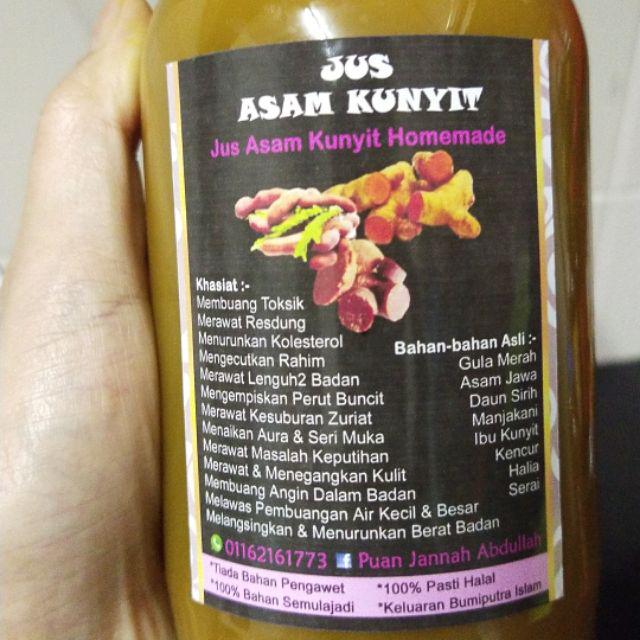 JUS
ASAM KUNYIT
Jus Asam Kunyit Homemade
Khasiat :-
Membuang Toksik
Merawat Resdung
Menurunkan Kolesterol
Mengecutkan Rahim
Merawat Lenguh2 Badan
Mengempiskan Perut Buncit
Merawat Kesuburan Zuriat
Menaikan Aura & Seri Muka
Merawat Masalah Keputihan
Merawat & Menegangkan Kulit
Membuang Angin Dalam Badan
Melawas Pembuangan Air Kecil & Besar
Melangsingkan & Menurunkan Berat Badan
Bahan-bahan Asli :-
Gula Merah
Asam Jawa
Daun Sirih
Manjakani
Ibu Kunyit
Kencur
Halia
Serai
01162161773 f Puan Jannah Abdullah
*Tiada Bahan Pengawet *100% Pasti Halal
*100% Bahan Semulajadi *Keluaran Bumiputra Islam